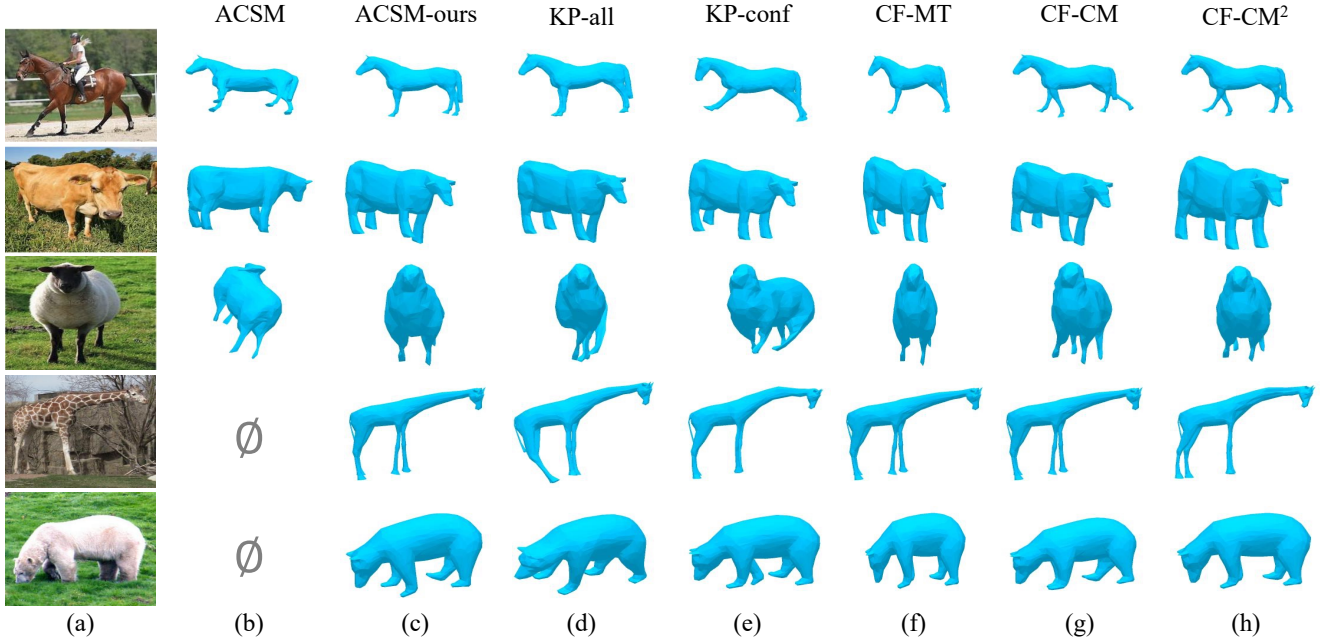 ACSM ACSM-ours KP-all KP-conf CF-MT CF-CM CF-CM²
∅
∅
(a) (b) (c) (d) (e) (f) (g) (h)